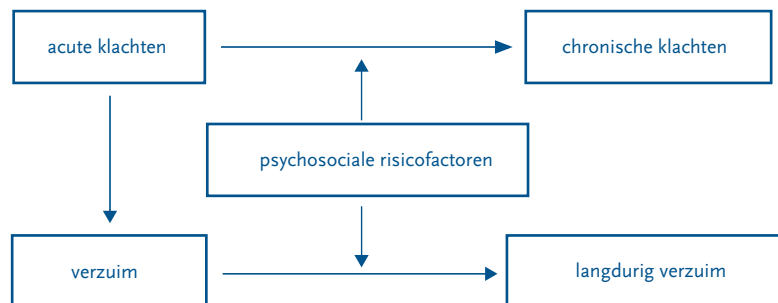 acute klachten
chronische klachten
psychosociale risicofactoren
verzuim
langdurig verzuim